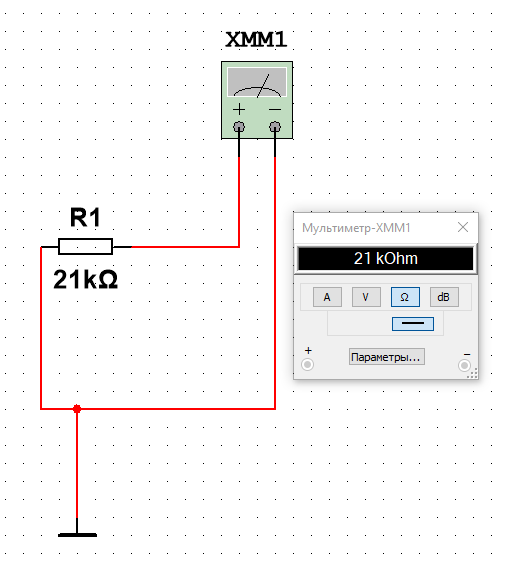 XMM1
+ −
R1
21kΩ
Мультиметр-XMM1
21 kOhm
A V Ω dB
+ −
Параметры...